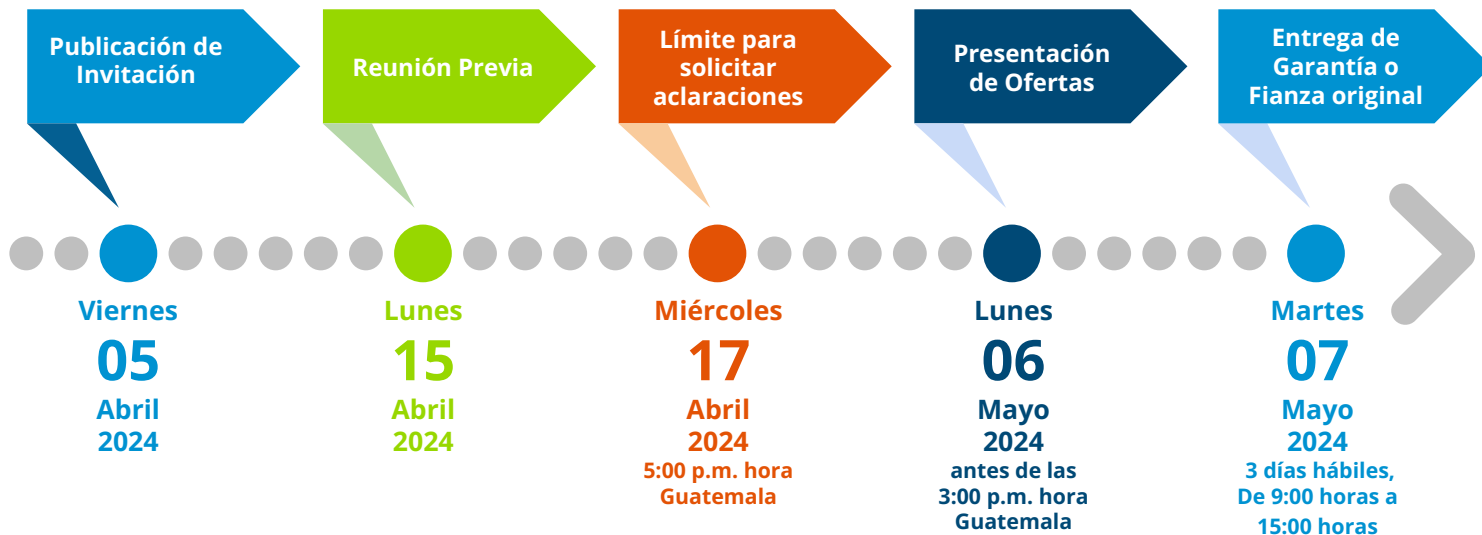 Publicación de
Invitación
Reunión Previa
Límite para
solicitar
aclaraciones
Presentación
de Ofertas
Entrega de
Garantía o
Fianza original
Viernes
05
Abril
2024
Lunes
15
Abril
2024
Miércoles
17
Abril
2024
5:00 p.m. hora
Guatemala
Lunes
06
Mayo
2024
antes de las
3:00 p.m. hora
Guatemala
Martes
07
Mayo
2024
3 días hábiles,
De 9:00 horas a
15:00 horas